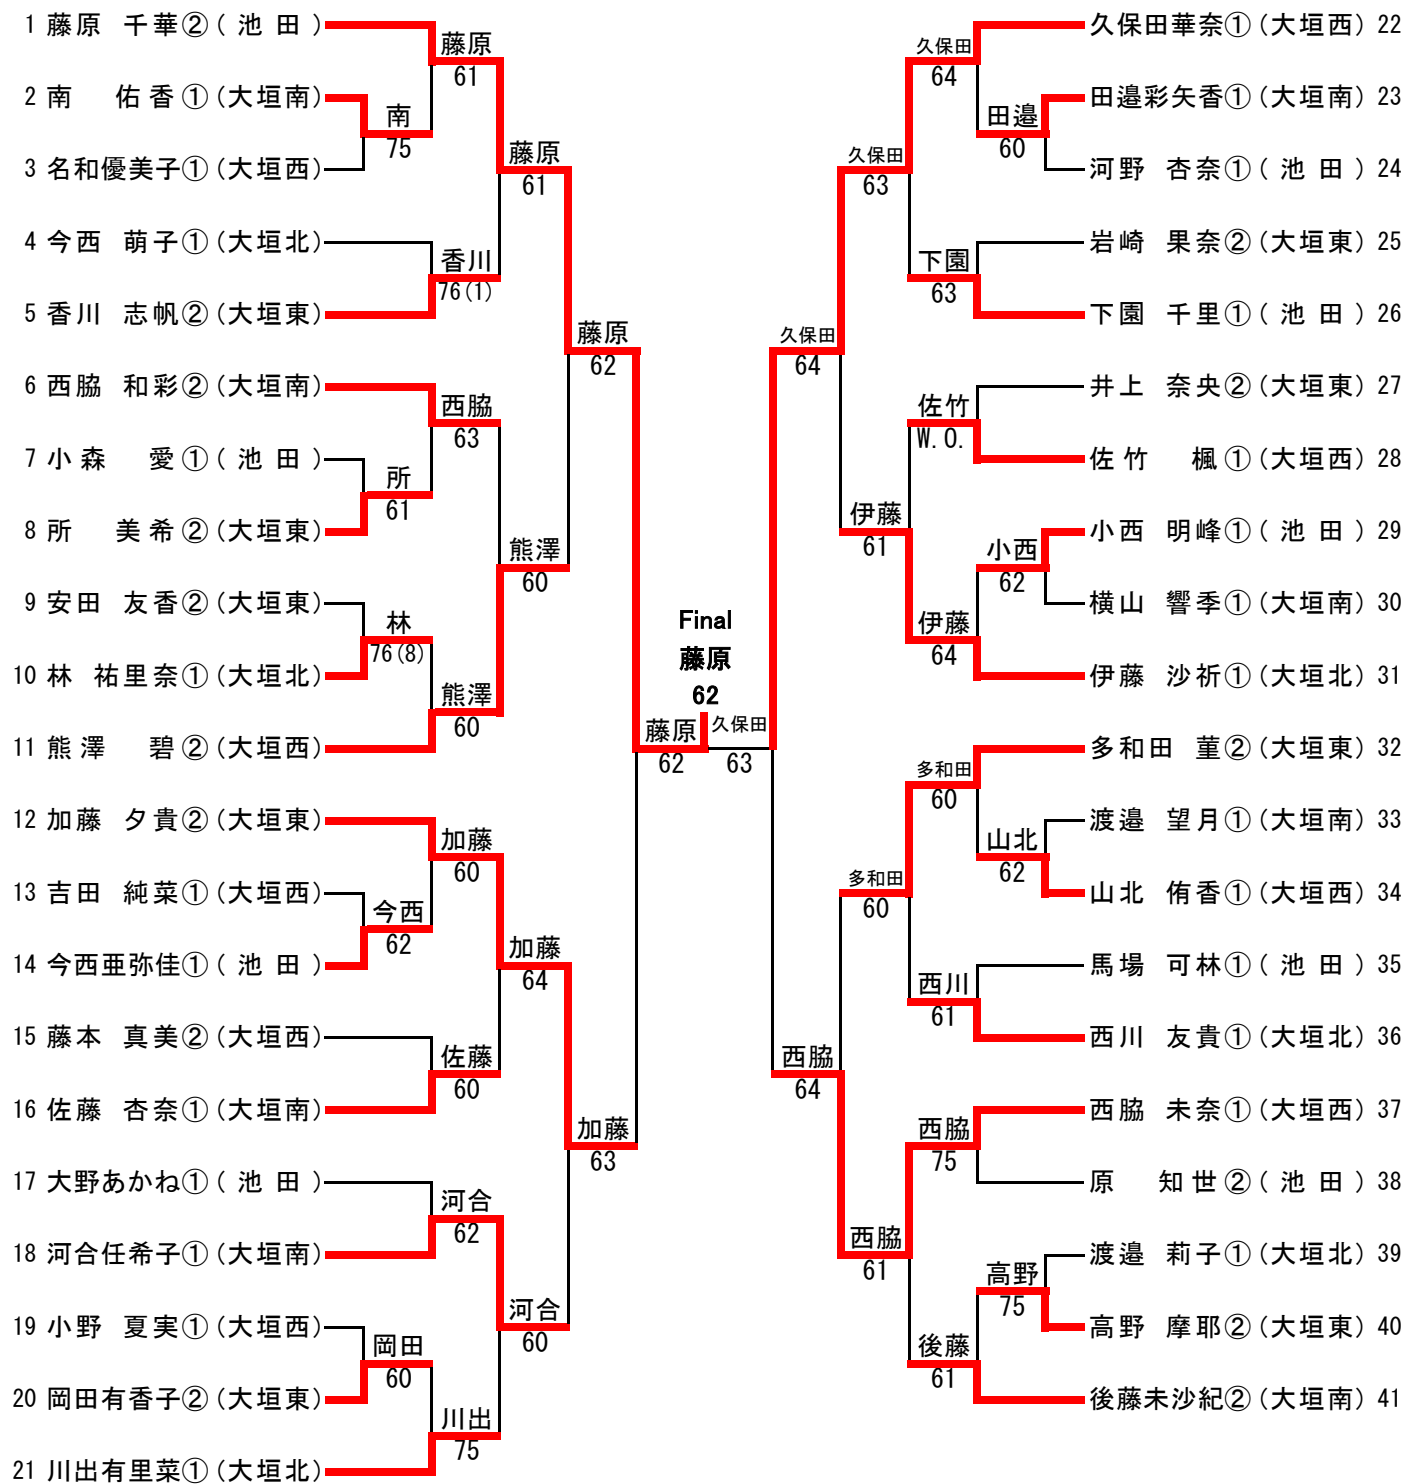 1 藤原 千華②(池田)
2 南 佑香①(大垣南)
3 名和優美子①(大垣西)
4 今西 萌子①(大垣北)
5 香川 志帆②(大垣東)
6 西脇 和彩②(大垣南)
7 小森 愛①(池田)
8 所 美希②(大垣東)
9 安田 友香②(大垣東)
10 林 祐里奈①(大垣北)
11 熊澤 碧②(大垣西)
12 加藤 夕貴②(大垣東)
13 吉田 純菜①(大垣西)
14 今西亜弥佳①(池田)
15 藤本 真美②(大垣西)
16 佐藤 杏奈①(大垣南)
17 大野あかね①(池田)
18 河合任希子①(大垣南)
19 小野 夏実①(大垣西)
20 岡田有香子②(大垣東)
21 川出有里菜①(大垣北)
南
75
所
61
林
76(8)
今西
62
岡田
60
藤原
61
香川
76(1)
西脇
63
熊澤
60
加藤
60
佐藤
60
河合
62
川出
75
藤原
61
熊澤
60
加藤
64
河合
60
藤原
62
加藤
63
藤原
62
Final
藤原
62
久保田
63
久保田
64
西脇
64
久保田
63
伊藤
61
多和田
60
西脇
61
久保田
64
下園
63
佐竹
W.O.
伊藤
64
多和田
60
西川
61
西脇
75
後藤
61
田邉
60
小西
62
山北
62
高野
75
久保田華奈①(大垣西) 22
田邉彩矢香①(大垣南) 23
河野 杏奈①(池田) 24
岩崎 果奈②(大垣東) 25
下園 千里①(池田) 26
井上 奈央②(大垣東) 27
佐竹 楓①(大垣西) 28
小西 明峰①(池田) 29
横山 響季①(大垣南) 30
伊藤 沙祈①(大垣北) 31
多和田 菫②(大垣東) 32
渡邉 望月①(大垣南) 33
山北 侑香①(大垣西) 34
馬場 可林①(池田) 35
西川 友貴①(大垣北) 36
西脇 未奈①(大垣西) 37
原 知世②(池田) 38
渡邉 莉子①(大垣北) 39
高野 摩耶②(大垣東) 40
後藤未沙紀②(大垣南) 41